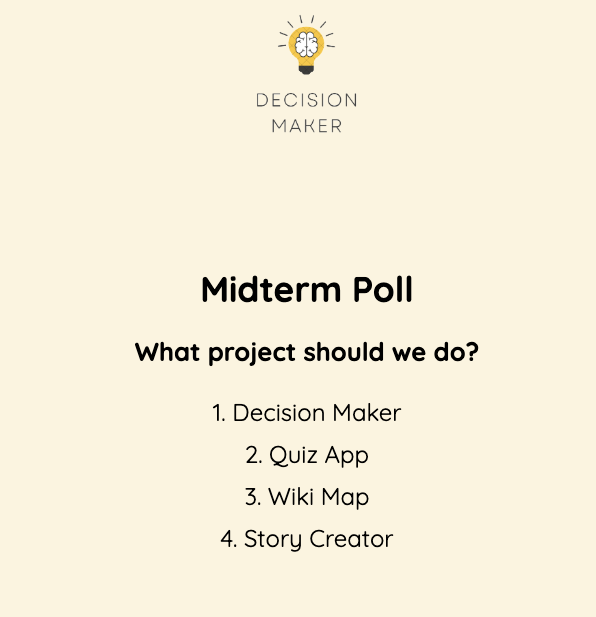 DECISION
MAKER
Midterm Poll
What project should we do?
1. Decision Maker
2. Quiz App
3. Wiki Map
4. Story Creator